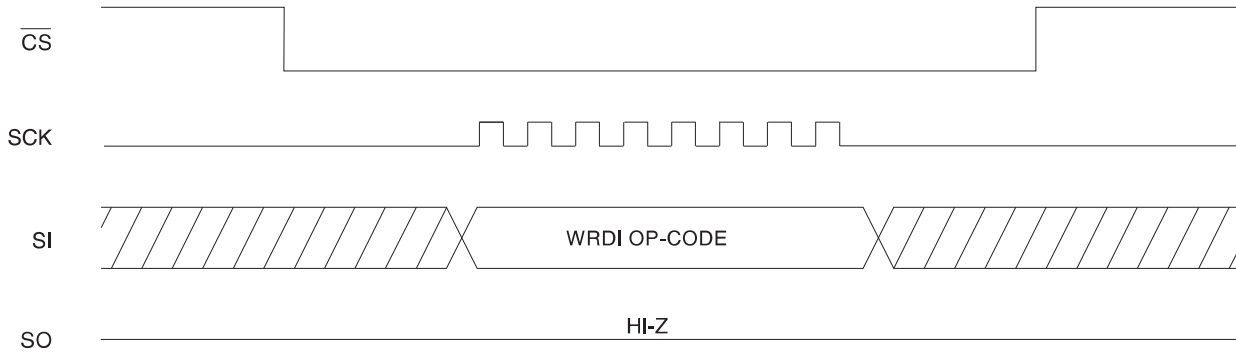 CS
SCK
SI
WRDI OP-CODE
HI-Z
SO